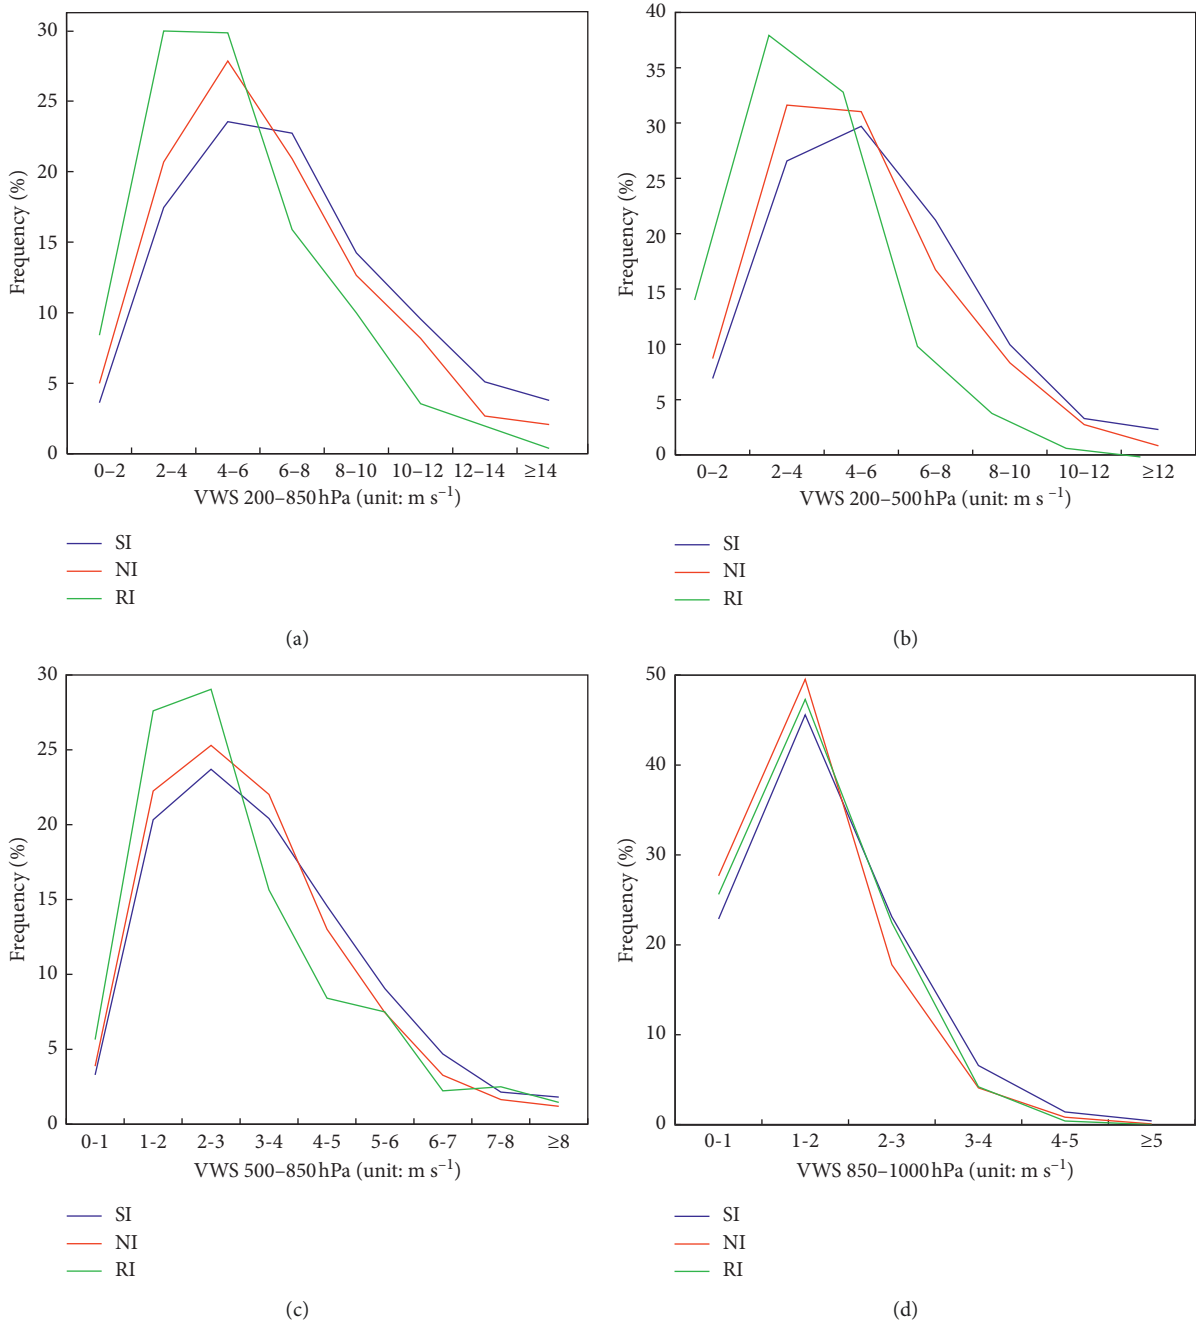 30
25
20
15
10
5
0
Frequency (%)
0–2 2–4 4–6 6–8 8–10 10–12 12–14 ≥14
VWS 200–850 hPa (unit: m s⁻¹)
SI
NI
RI
(a)
40
35
30
25
20
15
10
5
0
Frequency (%)
0–2 2–4 4–6 6–8 8–10 10–12 ≥12
VWS 200–500 hPa (unit: m s⁻¹)
SI
NI
RI
(b)
30
25
20
15
10
5
0
Frequency (%)
0-1 1-2 2-3 3-4 4-5 5-6 6-7 7-8 ≥8
VWS 500–850 hPa (unit: m s⁻¹)
SI
NI
RI
(c)
50
40
30
20
10
0
Frequency (%)
0-1 1-2 2-3 3-4 4-5 ≥5
VWS 850–1000 hPa (unit: m s⁻¹)
SI
NI
RI
(d)